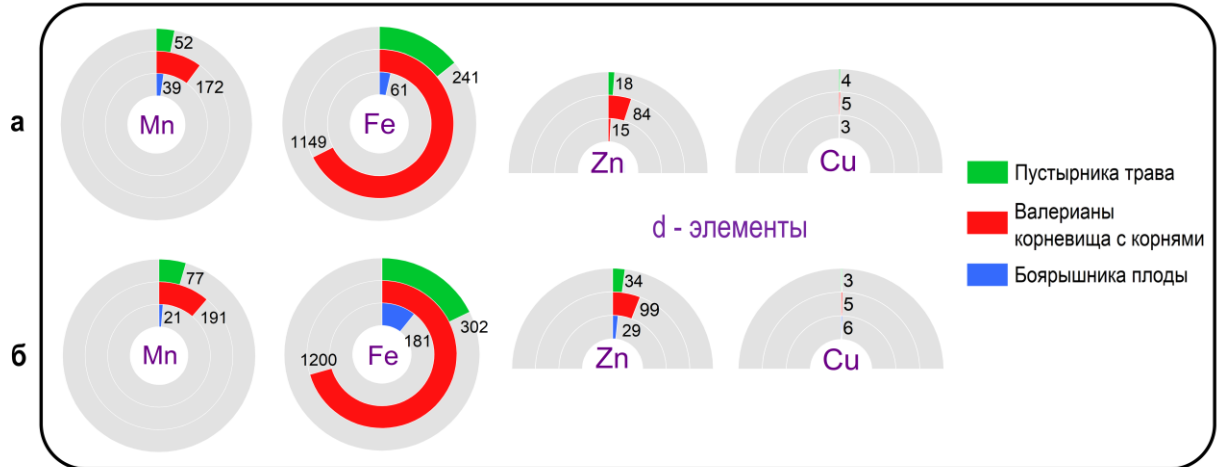 52
39
172
Mn
241
61
1149
Fe
18
84
15
Zn
4
5
3
Cu
а
Пустырника трава
Валерианы
корневища с корнями
Боярышника плоды
d - элементы
77
21
191
Mn
302
181
1200
Fe
34
99
29
Zn
3
5
6
Cu
б